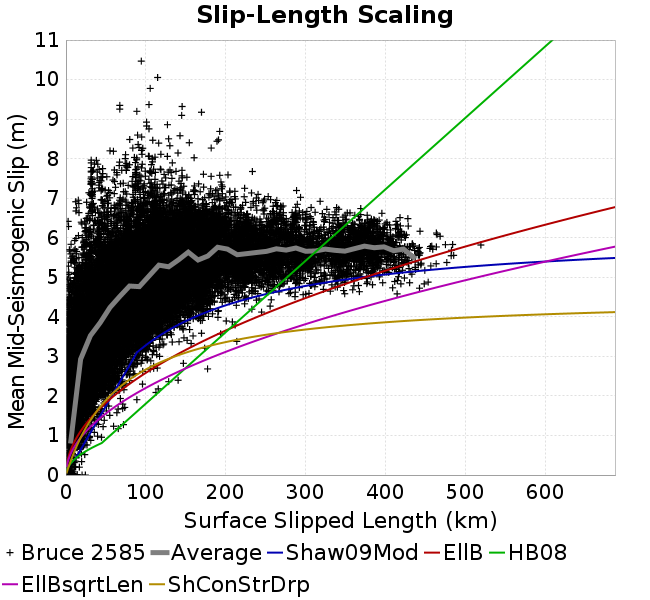 Slip-Length Scaling
Mean Mid-Seismogenic Slip (m)
11
10
9
8
7
6
5
4
3
2
1
0
0 100 200 300 400 500 600
Surface Slipped Length (km)
Bruce 2585 Average Shaw09Mod EllB HB08
EllBsqrtLen ShConStrDrp